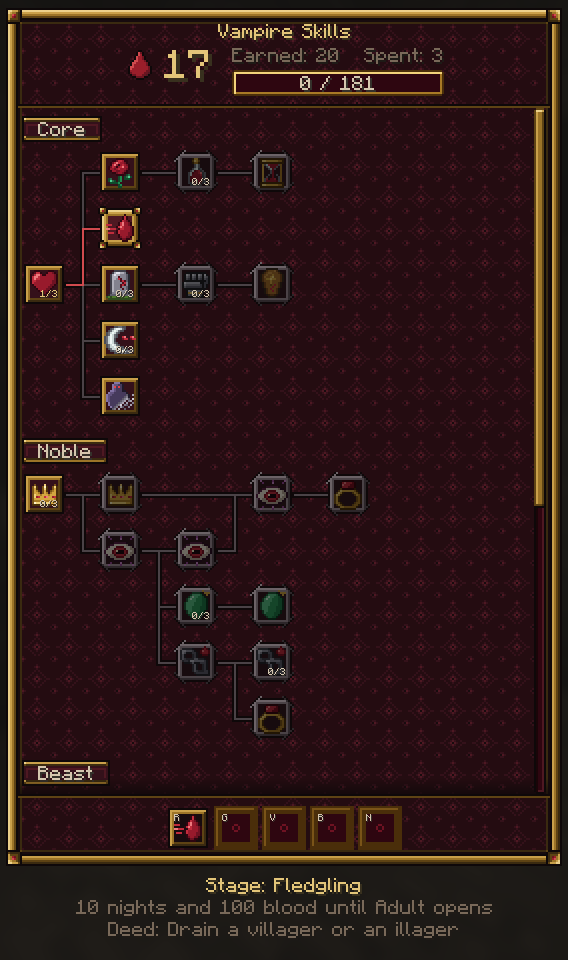 Vampire Skills
17
Earned: 20 Spent: 3
0 / 181
Core
0/3
1/3
0/3
0/3
0/3
Noble
0/3
0/3
0/3
Beast
R G V B N
Stage: Fledgling
10 nights and 100 blood until Adult opens
Deed: Drain a villager or an illager